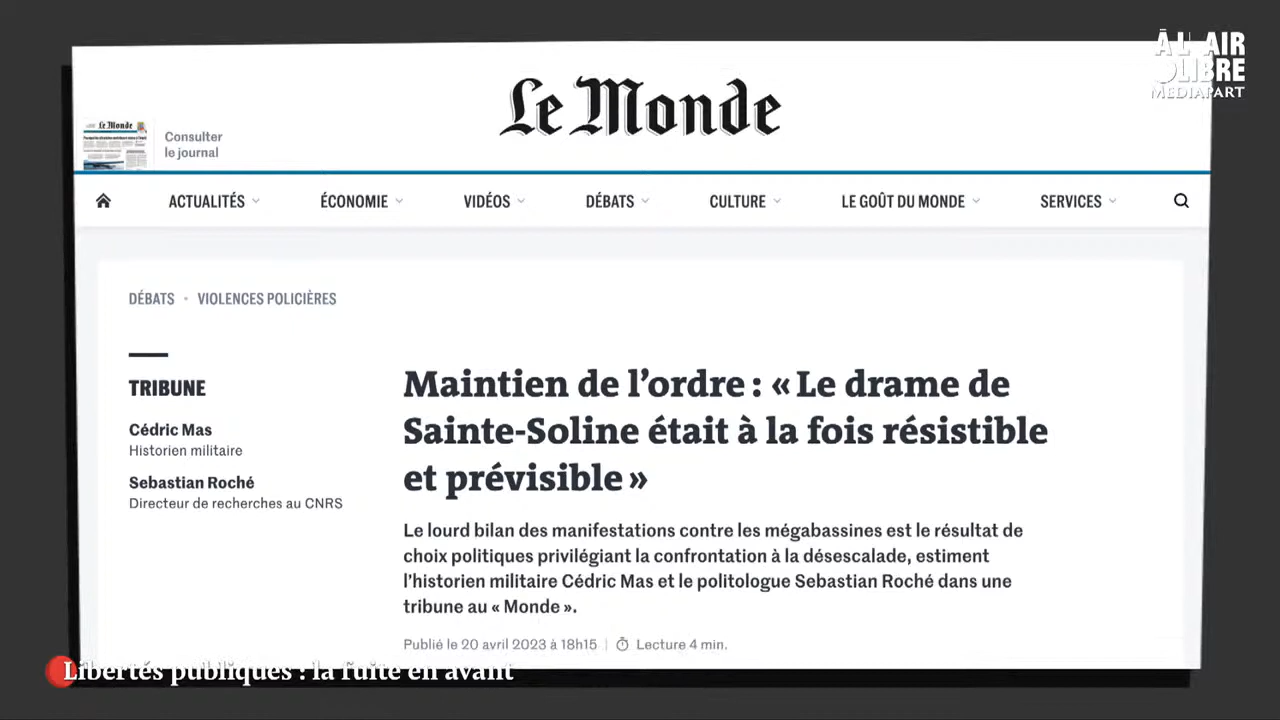 À L'AIR
LIBRE
MEDIAPART
Le Monde
Consulter
le journal
ACTUALITÉS
ÉCONOMIE
VIDÉOS
DÉBATS
CULTURE
LE GOÛT DU MONDE
SERVICES
DÉBATS • VIOLENCES POLICIÈRES
TRIBUNE
Cédric Mas
Historien militaire
Sebastian Roché
Directeur de recherches au CNRS
Maintien de l’ordre : « Le drame de
Sainte-Soline était à la fois résistible
et prévisible »
Le lourd bilan des manifestations contre les mégabassines est le résultat de
choix politiques privilégiant la confrontation à la désescalade, estiment
l’historien militaire Cédric Mas et le politologue Sebastian Roché dans une
tribune au « Monde ».
Publié le 20 avril 2023 à 18h15 | Lecture 4 min.
Libertés publiques : la fuite en avant